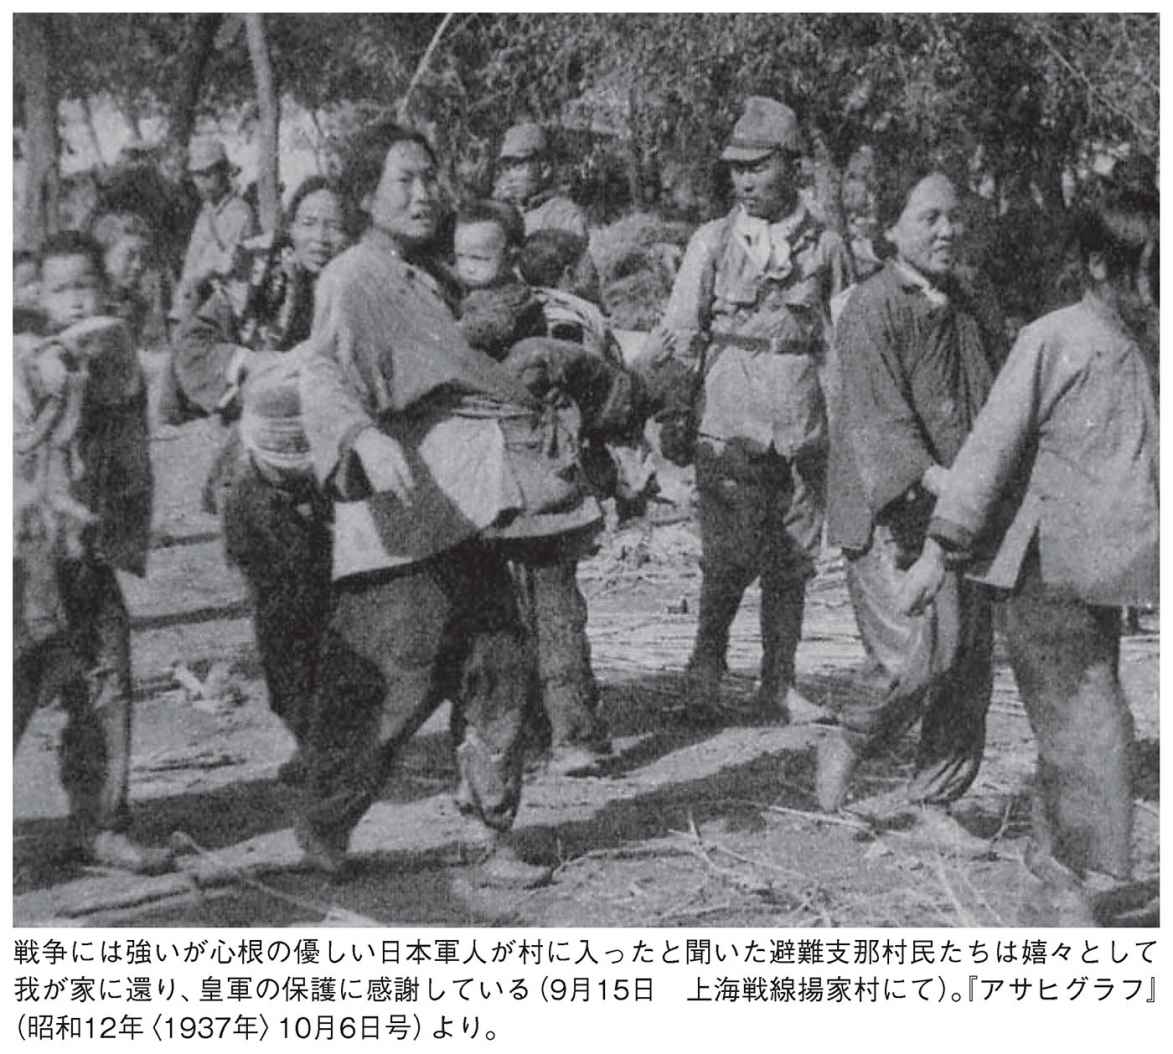 戦争には強いが心根の優しい日本軍人が村に入ったと聞いた避難支那村民たちは嬉々として
我が家に還り、皇軍の保護に感謝している（9月15日　上海戦線揚家村にて）。『アサヒグラフ』
（昭和12年〈1937年〉10月6日号）より。